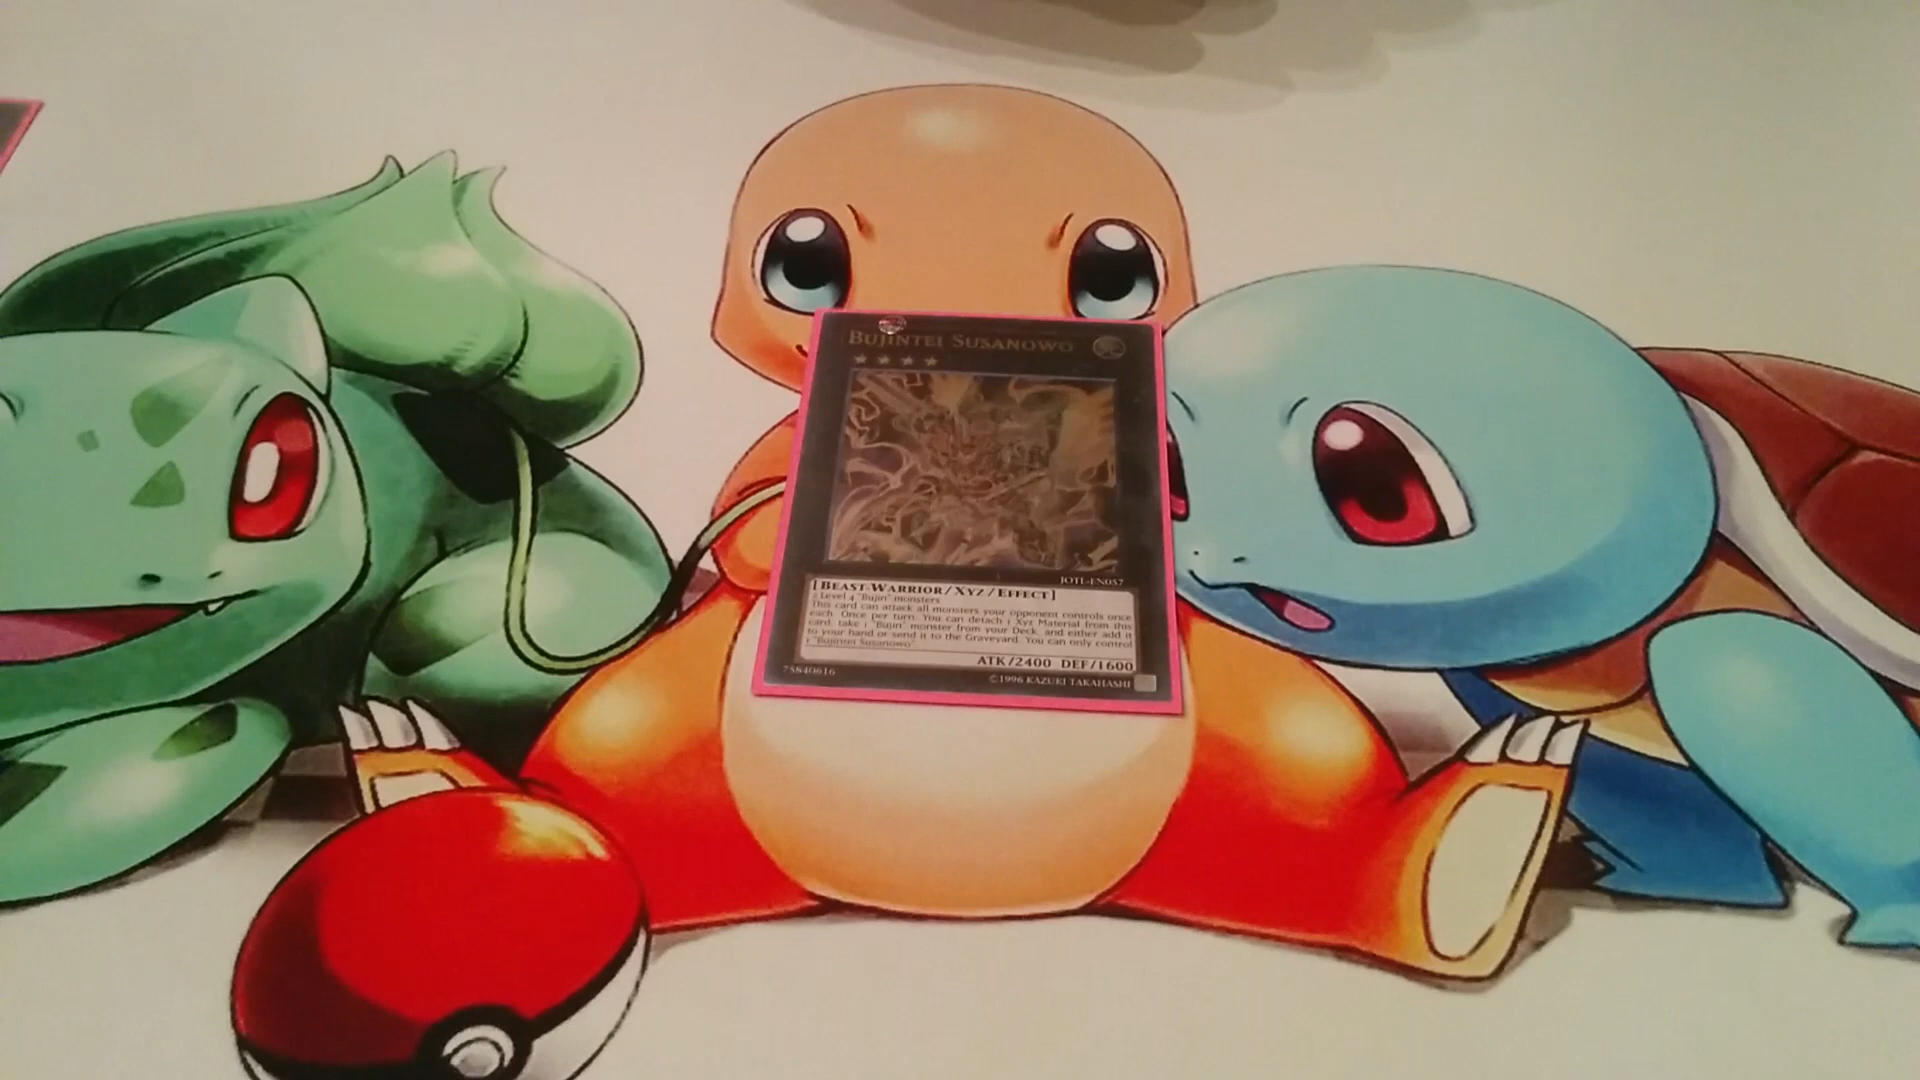 BUJINTEI SUSANOWO
JOTL-EN057
[BEAST-WARRIOR/XYZ/EFFECT]
2 Level 4 "Bujin" monsters
This card can attack all monsters your opponent controls once
each. Once per turn: You can detach 1 Xyz Material from this
card; take 1 "Bujin" monster from your Deck, and either add it
to your hand or send it to the Graveyard. You can only control
1 "Bujintei Susanowo".
ATK/2400 DEF/1600
75840616
©1996 KAZUKI TAKAHASHI